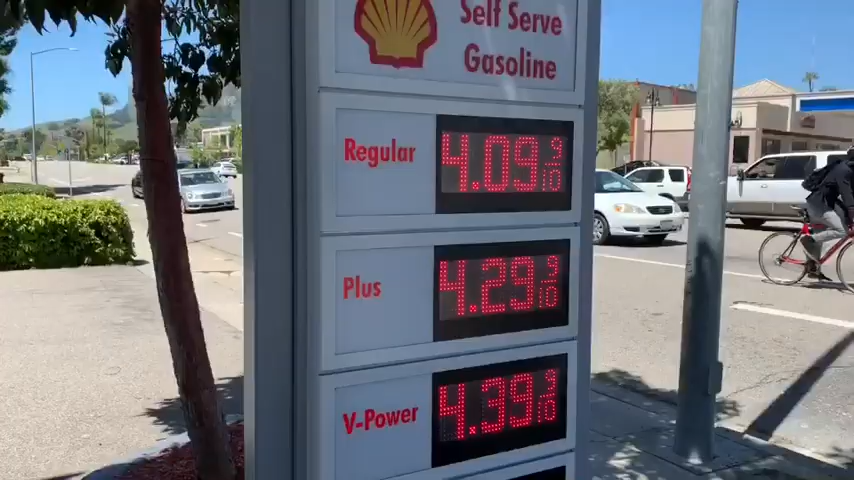 Self Serve
Gasoline
Regular 4.09 9/10
Plus 4.29 9/10
V-Power 4.39 9/10